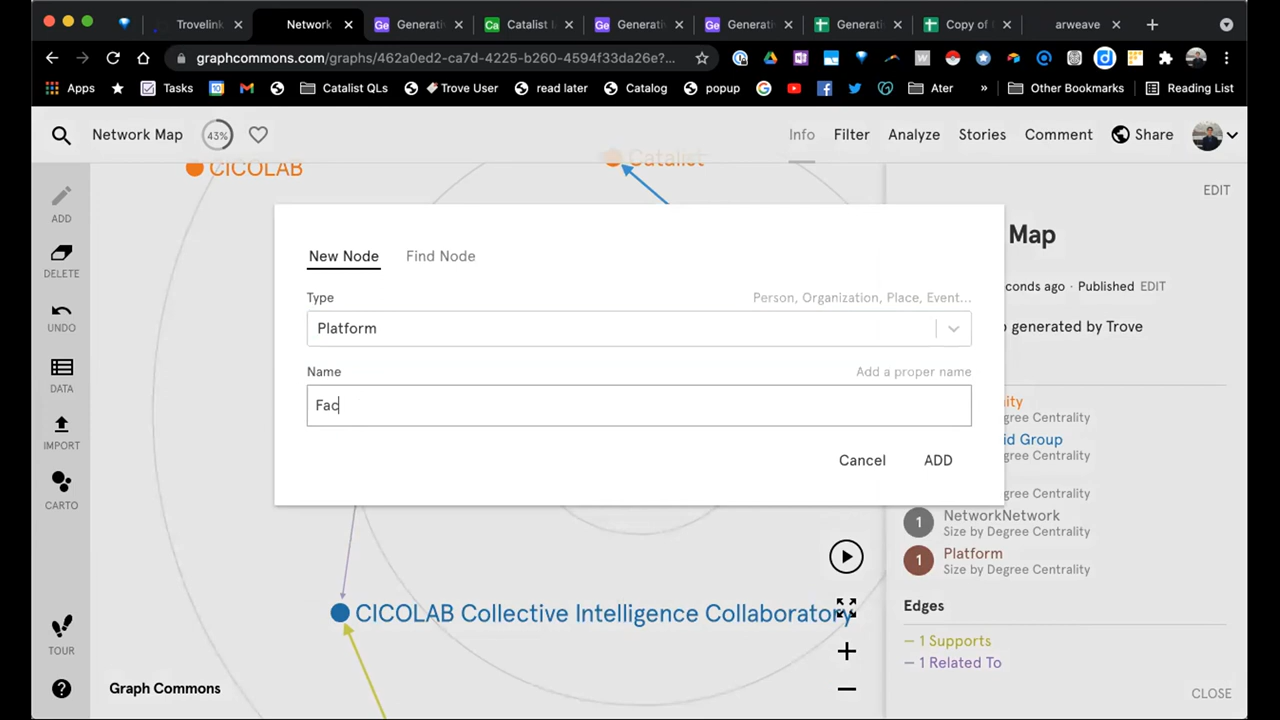 Trovelink
Network
Generativ
Catalist L
Generativ
Generativ
Generativ
Copy of
arweave
graphcommons.com/graphs/462a0ed2-ca7d-4225-b260-4594f33da26e?...
Apps
Tasks
Catalist QLs
Trove User
read later
Catalog
popup
Ater
»
Other Bookmarks
Reading List
Network Map
43%
Info
Filter
Analyze
Stories
Comment
Share
CICOLAB
Catalist
ADD
DELETE
UNDO
DATA
IMPORT
CARTO
TOUR
New Node
Find Node
Type
Person, Organization, Place, Event...
Platform
Name
Add a proper name
Fac
Cancel
ADD
EDIT
Map
conds ago · Published EDIT
generated by Trove
nity
egree Centrality
id Group
egree Centrality
egree Centrality
1 NetworkNetwork
Size by Degree Centrality
1 Platform
Size by Degree Centrality
Edges
– 1 Supports
– 1 Related To
CLOSE
CICOLAB Collective Intelligence Collaboratory
Graph Commons